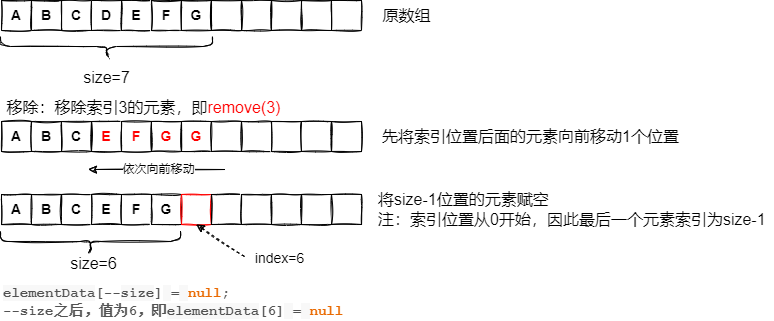 A B C D E F G 原数组
size=7
移除：移除索引3的元素，即remove(3)
A B C E F G G 先将索引位置后面的元素向前移动1个位置
依次向前移动
A B C E F G 将size-1位置的元素赋空
注：索引位置从0开始，因此最后一个元素索引为size-1
size=6 index=6
elementData[--size] = null;
--size之后，值为6，即elementData[6] = null